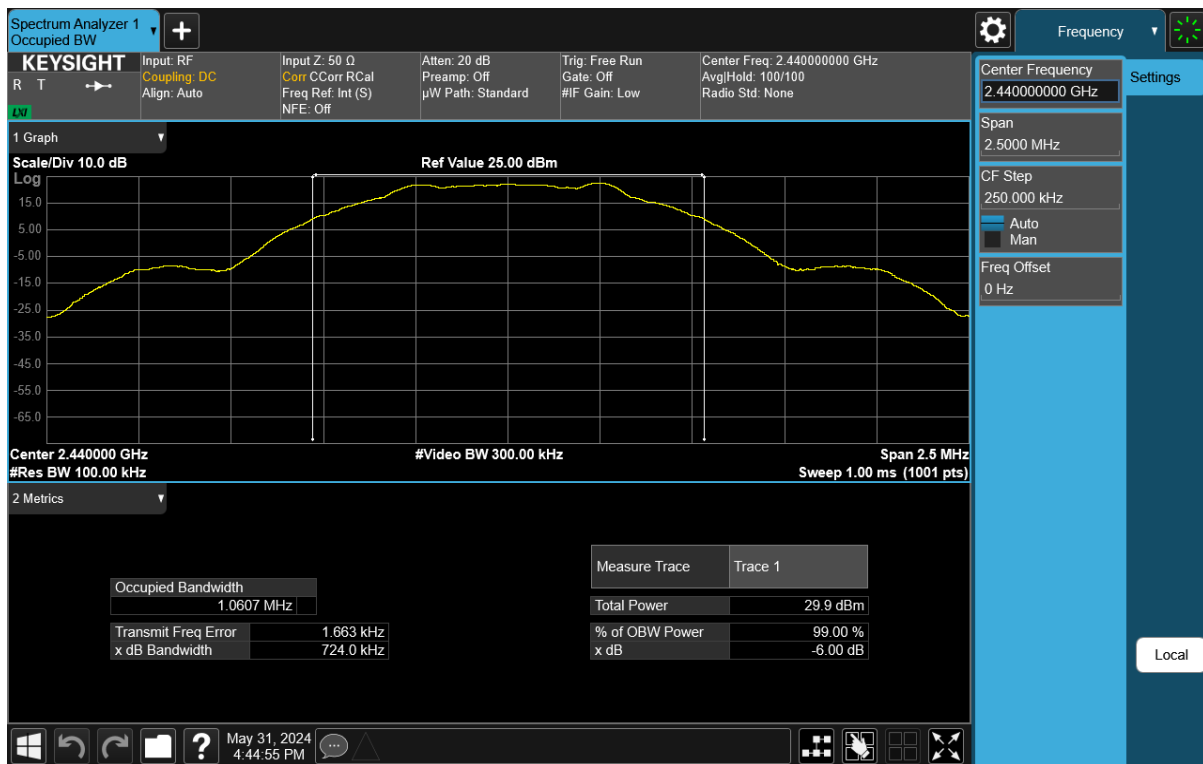 Spectrum Analyzer 1
Occupied BW
Frequency
KEYSIGHT
R T
LXI
Input: RF
Coupling: DC
Align: Auto
Input Z: 50 Ω
Corr CCorr RCal
Freq Ref: Int (S)
NFE: Off
Atten: 20 dB
Preamp: Off
µW Path: Standard
Trig: Free Run
Gate: Off
#IF Gain: Low
Center Freq: 2.440000000 GHz
Avg|Hold: 100/100
Radio Std: None
Center Frequency
2.440000000 GHz
Settings
Span
2.5000 MHz
CF Step
250.000 kHz
Auto
Man
Freq Offset
0 Hz
Local
1 Graph
Scale/Div 10.0 dB
Ref Value 25.00 dBm
Log
15.0
5.00
-5.00
-15.0
-25.0
-35.0
-45.0
-55.0
-65.0
Center 2.440000 GHz
#Video BW 300.00 kHz
Span 2.5 MHz
#Res BW 100.00 kHz
Sweep 1.00 ms (1001 pts)
2 Metrics
Measure Trace Trace 1
Occupied Bandwidth
1.0607 MHz
Total Power 29.9 dBm
Transmit Freq Error 1.663 kHz
% of OBW Power 99.00 %
x dB Bandwidth 724.0 kHz
x dB -6.00 dB
?
May 31, 2024
4:44:55 PM